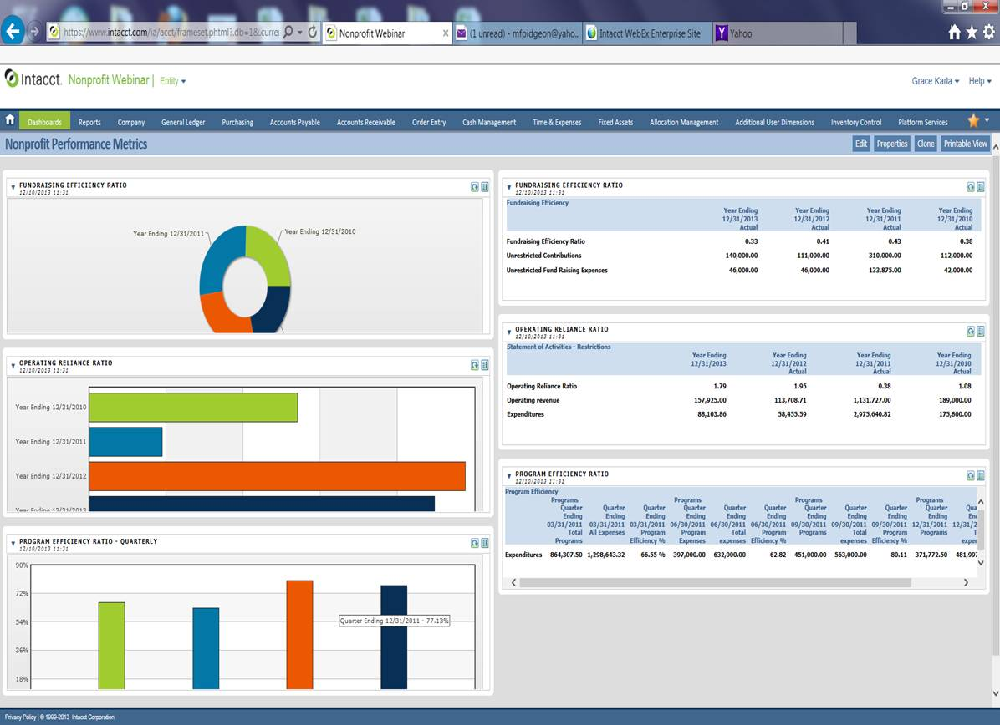 https://www.intacct.com/ia/acct/frameset.phtml?.db=1&.curre
Nonprofit Webinar
(1 unread) - mfpidgeon@yaho...
Intacct WebEx Enterprise Site
Yahoo
Intacct. Nonprofit Webinar | Entity
Grace Karla Help
Dashboards Reports Company General Ledger Purchasing Accounts Payable Accounts Receivable Order Entry Cash Management Time & Expenses Fixed Assets Allocation Management Additional User Dimensions Inventory Control Platform Services
Nonprofit Performance Metrics
Edit Properties Clone Printable View
FUNDRAISING EFFICIENCY RATIO
12/10/2013 11:31
Year Ending 12/31/2011
Year Ending 12/31/2010
OPERATING RELIANCE RATIO
12/10/2013 11:31
Year Ending 12/31/2010
Year Ending 12/31/2011
Year Ending 12/31/2012
Year Ending 12/31/2013
PROGRAM EFFICIENCY RATIO - QUARTERLY
12/10/2013 11:31
90%
72%
54%
36%
18%
Quarter Ending 12/31/2011 - 77.13%
FUNDRAISING EFFICIENCY RATIO
12/10/2013 11:31
Fundraising Efficiency
Year Ending Year Ending Year Ending Year Ending
12/31/2013 12/31/2012 12/31/2011 12/31/2010
Actual Actual Actual Actual
Fundraising Efficiency Ratio 0.33 0.41 0.43 0.38
Unrestricted Contributions 140,000.00 111,000.00 310,000.00 112,000.00
Unrestricted Fund Raising Expenses 46,000.00 46,000.00 133,875.00 42,000.00
OPERATING RELIANCE RATIO
12/10/2013 11:31
Statement of Activities - Restrictions
Year Ending Year Ending Year Ending Year Ending
12/31/2013 12/31/2012 12/31/2011 12/31/2010
Actual Actual Actual
Operating Reliance Ratio 1.79 1.95 0.38 1.08
Operating revenue 157,925.00 113,708.71 1,131,727.00 189,000.00
Expenditures 88,103.86 58,455.59 2,975,640.82 175,800.00
PROGRAM EFFICIENCY RATIO
12/10/2013 11:31
Program Efficiency
Programs Programs Programs Programs
Quarter Quarter Quarter Quarter Quarter Quarter Quarter Quarter Quarter Quarter Qua
Ending Ending Ending Ending Ending Ending Ending Ending Ending Ending En
03/31/2011 03/31/2011 03/31/2011 06/30/2011 06/30/2011 06/30/2011 09/30/2011 09/30/2011 09/30/2011 12/31/2011 12/31/2
Total All Expenses Program Program Total Program Programs Total Program Programs T
Programs Efficiency % Expenses expenses Efficiency % expenses Efficiency % exper
Expenditures 864,307.50 1,298,643.32 66.55 % 397,000.00 632,000.00 62.82 451,000.00 563,000.00 80.11 371,772.50 481,997
Privacy Policy | © 1999-2013 Intacct Corporation